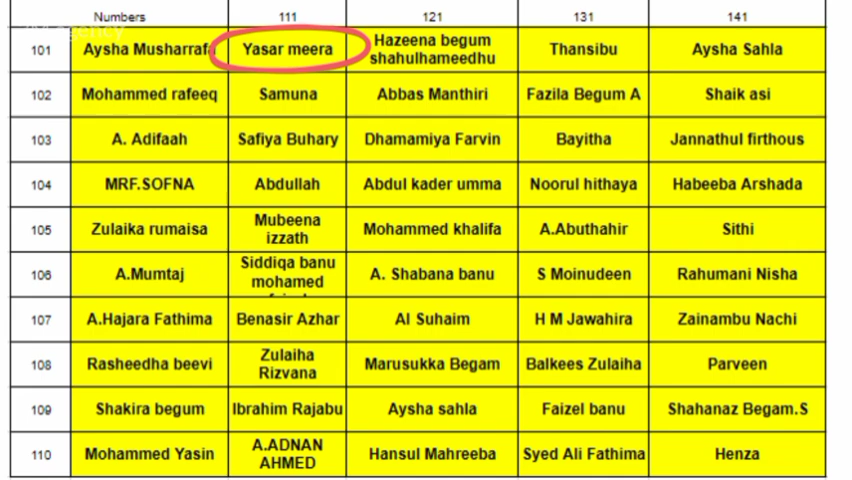 Numbers 111 121 131 141
101 Aysha Musharrafa Yasar meera Hazeena begum shahulhameedhu Thansibu Aysha Sahla
102 Mohammed rafeeq Samuna Abbas Manthiri Fazila Begum A Shaik asi
103 A. Adifaah Safiya Buhary Dhamamiya Farvin Bayitha Jannathul firthous
104 MRF.SOFNA Abdullah Abdul kader umma Noorul hithaya Habeeba Arshada
105 Zulaika rumaisa Mubeena izzath Mohammed khalifa A.Abuthahir Sithi
106 A.Mumtaj Siddiqa banu mohamed A. Shabana banu S Moinudeen Rahumani Nisha
107 A.Hajara Fathima Benasir Azhar Al Suhaim H M Jawahira Zainambu Nachi
108 Rasheedha beevi Zulaiha Rizvana Marusukka Begam Balkees Zulaiha Parveen
109 Shakira begum Ibrahim Rajabu Aysha sahla Faizel banu Shahanaz Begam.S
110 Mohammed Yasin A.ADNAN AHMED Hansul Mahreeba Syed Ali Fathima Henza